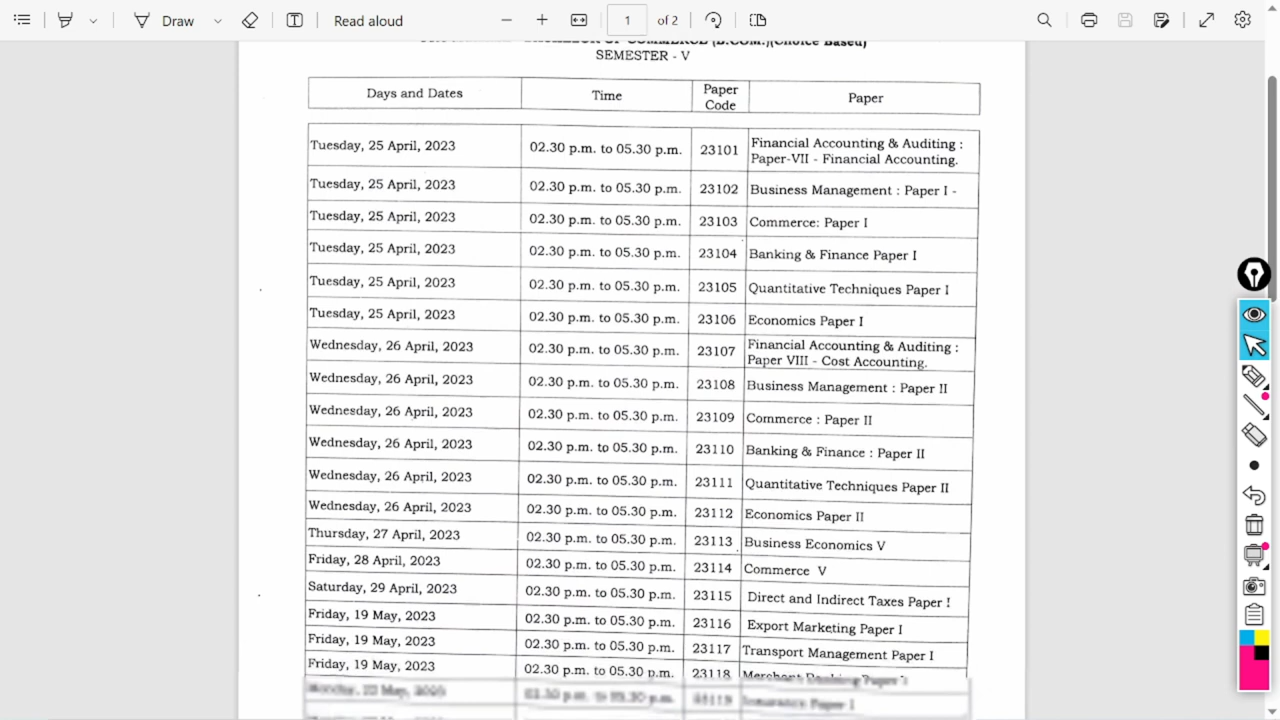 Draw
Read aloud
1 of 2
SEMESTER - V
Days and Dates Time Paper Code Paper
Tuesday, 25 April, 2023 02.30 p.m. to 05.30 p.m. 23101 Financial Accounting & Auditing :
Paper-VII - Financial Accounting.
Tuesday, 25 April, 2023 02.30 p.m. to 05.30 p.m. 23102 Business Management : Paper I -
Tuesday, 25 April, 2023 02.30 p.m. to 05.30 p.m. 23103 Commerce: Paper I
Tuesday, 25 April, 2023 02.30 p.m. to 05.30 p.m. 23104 Banking & Finance Paper I
Tuesday, 25 April, 2023 02.30 p.m. to 05.30 p.m. 23105 Quantitative Techniques Paper I
Tuesday, 25 April, 2023 02.30 p.m. to 05.30 p.m. 23106 Economics Paper I
Wednesday, 26 April, 2023 02.30 p.m. to 05.30 p.m. 23107 Financial Accounting & Auditing :
Paper VIII - Cost Accounting.
Wednesday, 26 April, 2023 02.30 p.m. to 05.30 p.m. 23108 Business Management : Paper II
Wednesday, 26 April, 2023 02.30 p.m. to 05.30 p.m. 23109 Commerce : Paper II
Wednesday, 26 April, 2023 02.30 p.m. to 05.30 p.m. 23110 Banking & Finance : Paper II
Wednesday, 26 April, 2023 02.30 p.m. to 05.30 p.m. 23111 Quantitative Techniques Paper II
Wednesday, 26 April, 2023 02.30 p.m. to 05.30 p.m. 23112 Economics Paper II
Thursday, 27 April, 2023 02.30 p.m. to 05.30 p.m. 23113 Business Economics V
Friday, 28 April, 2023 02.30 p.m. to 05.30 p.m. 23114 Commerce V
Saturday, 29 April, 2023 02.30 p.m. to 05.30 p.m. 23115 Direct and Indirect Taxes Paper I
Friday, 19 May, 2023 02.30 p.m. to 05.30 p.m. 23116 Export Marketing Paper I
Friday, 19 May, 2023 02.30 p.m. to 05.30 p.m. 23117 Transport Management Paper I
Friday, 19 May, 2023 02.30 p.m. to 05.30 p.m. 23118